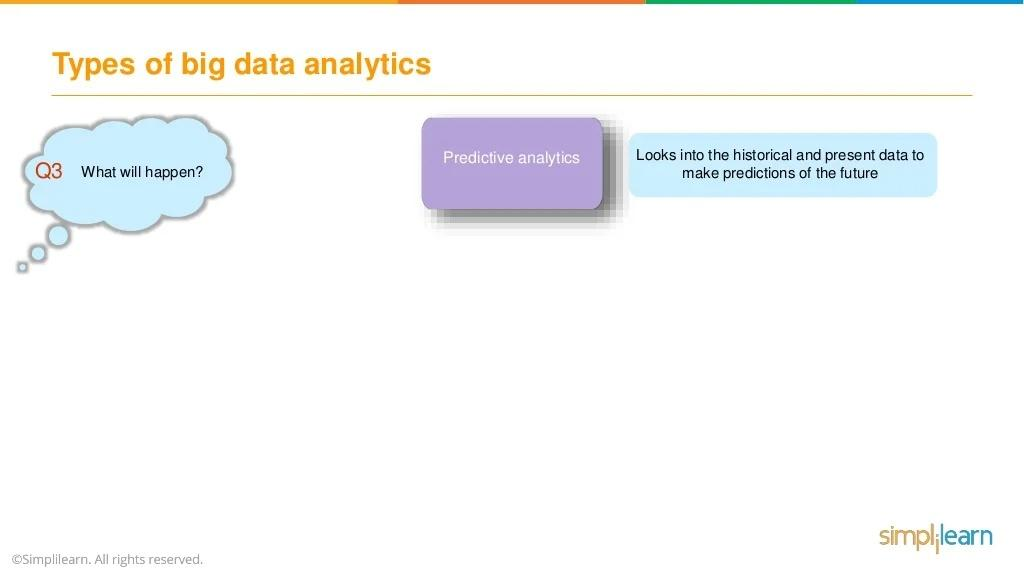 Types of big data analytics
Q3 What will happen?
Predictive analytics
Looks into the historical and present data to
make predictions of the future
simplilearn
©Simplilearn. All rights reserved.